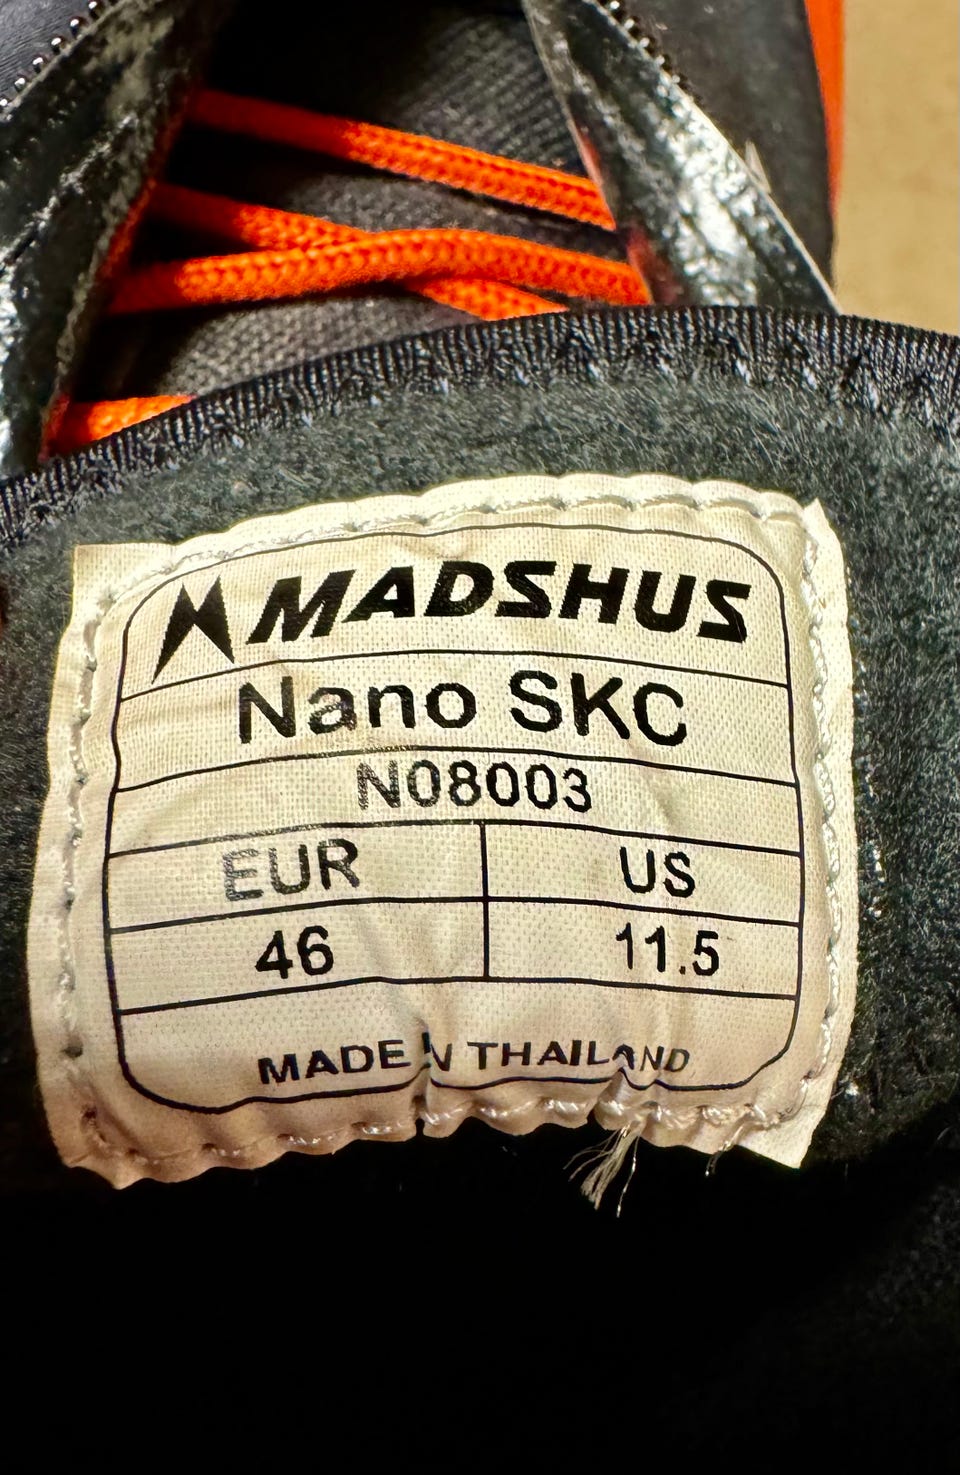 MADSHUS
Nano SKC
N08003
EUR US
46 11.5
MADE IN THAILAND